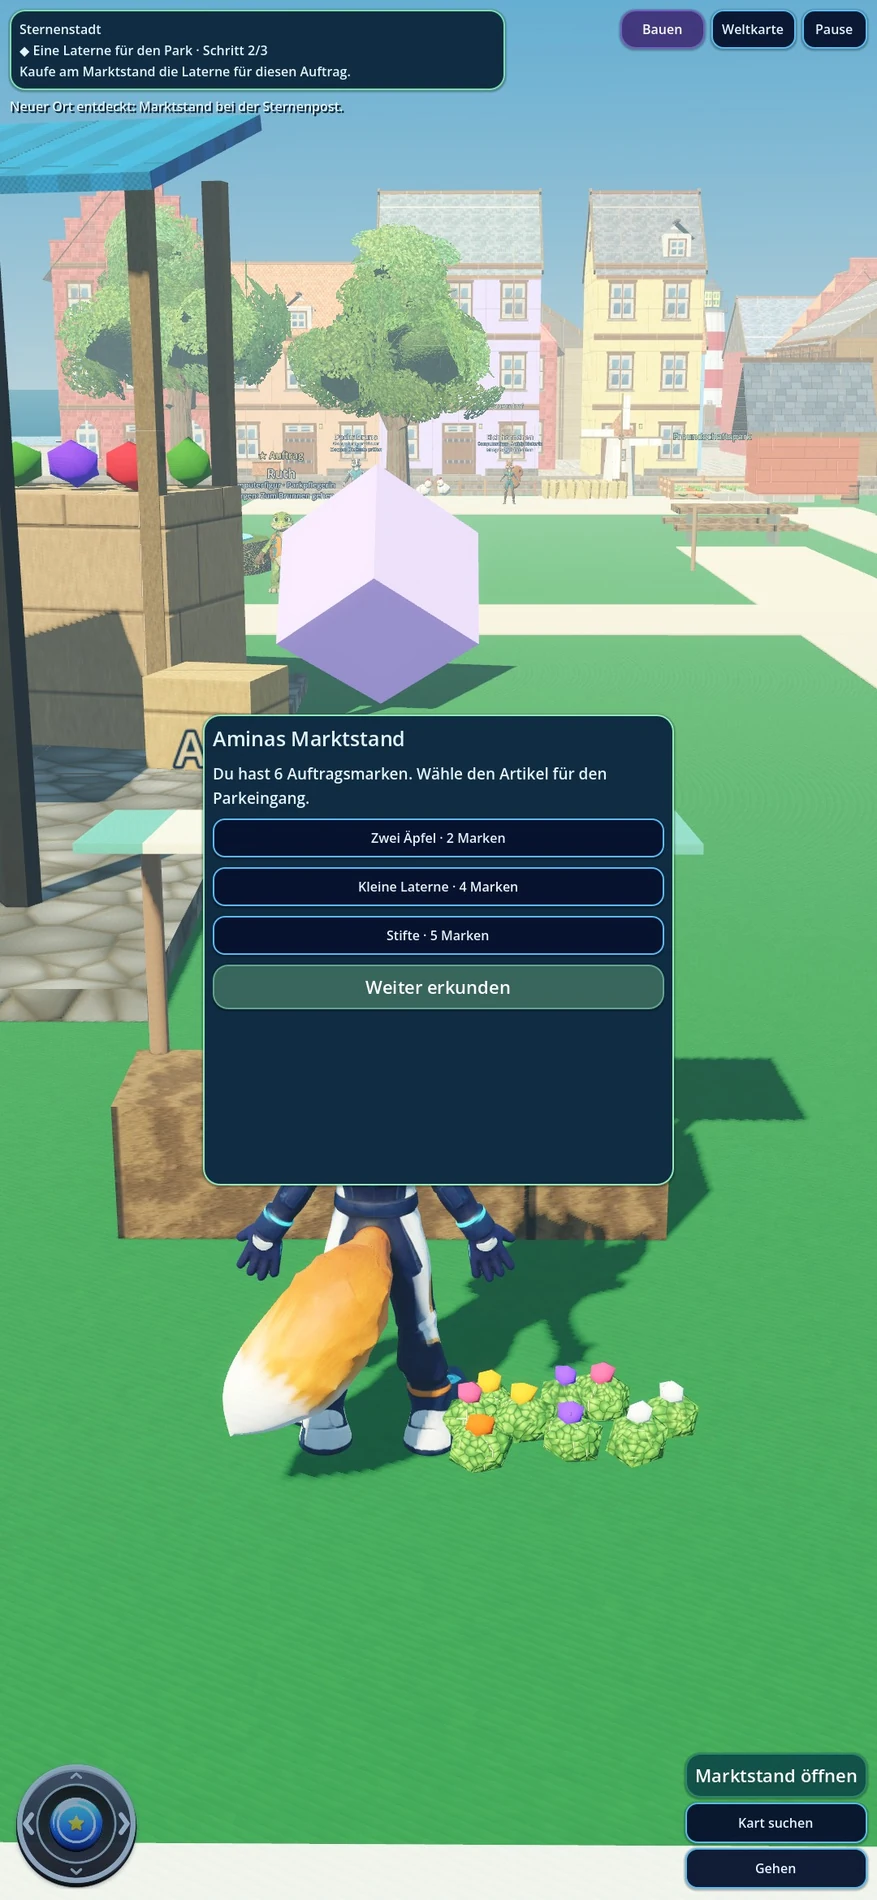 Sternenstadt
◆ Eine Laterne für den Park · Schritt 2/3
Kaufe am Marktstand die Laterne für diesen Auftrag.
Bauen
Weltkarte
Pause
Neuer Ort entdeckt: Marktstand bei der Sternenpost.
★ Auftrag
Ruth
Aminas Marktstand
Du hast 6 Auftragsmarken. Wähle den Artikel für den
Parkeingang.
Zwei Äpfel · 2 Marken
Kleine Laterne · 4 Marken
Stifte · 5 Marken
Weiter erkunden
Marktstand öffnen
Kart suchen
Gehen